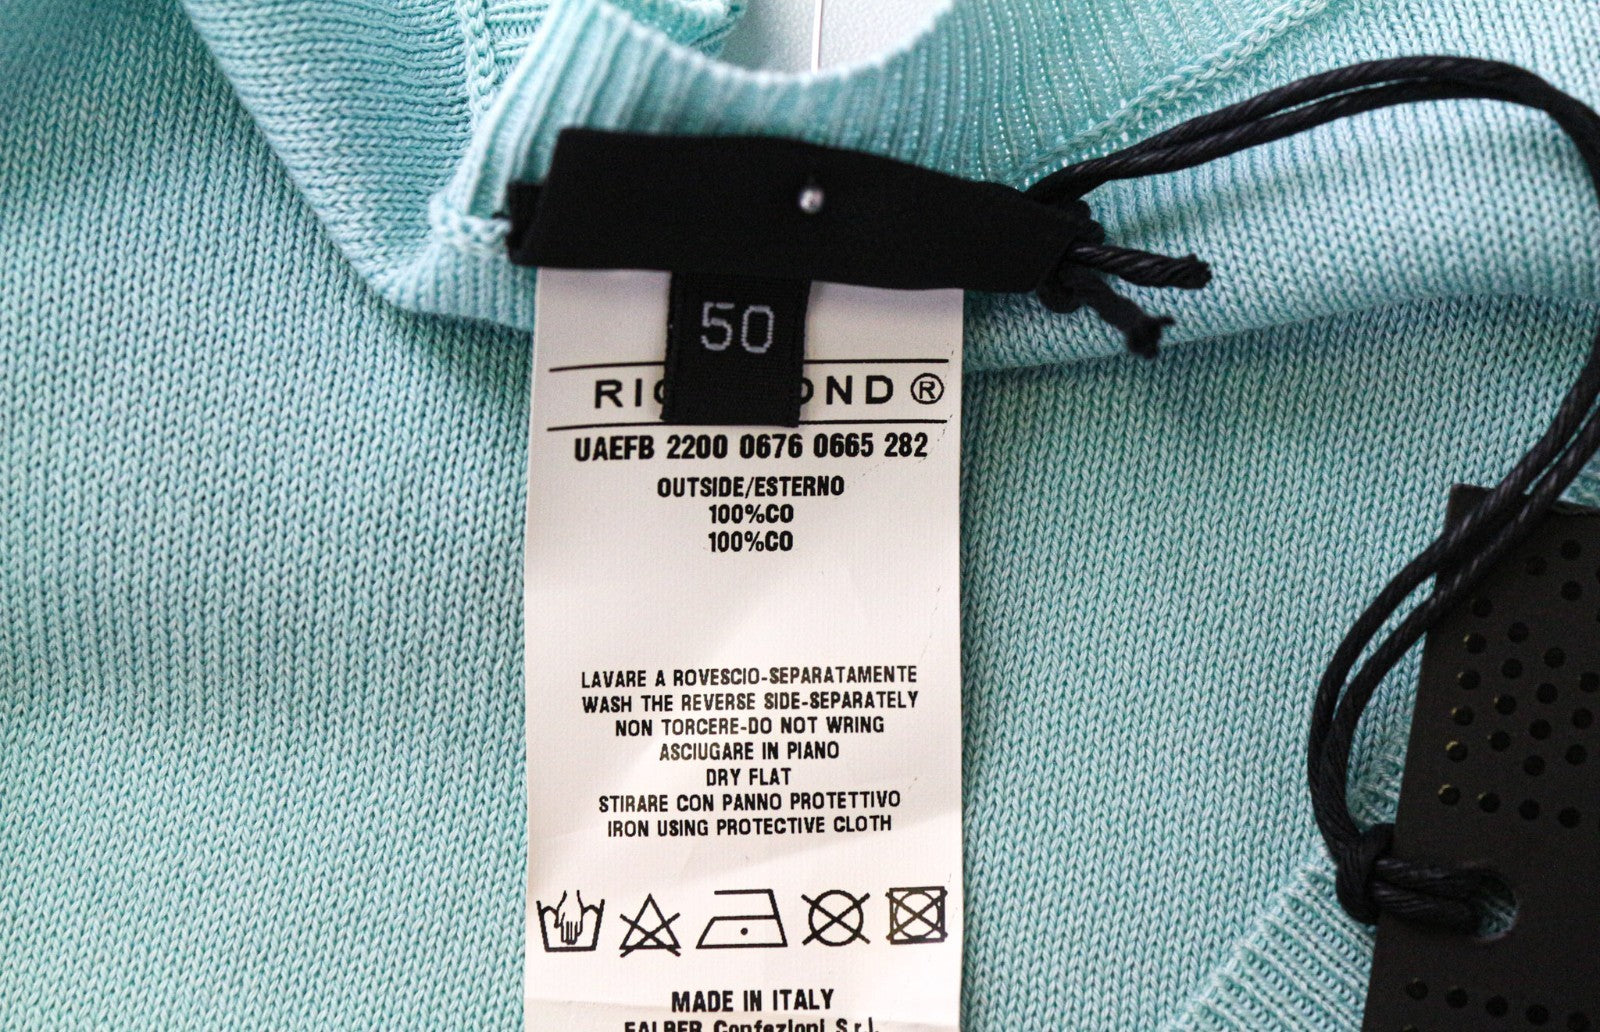 50
®
UAEFB 2200 0676 0665 282
OUTSIDE/ESTERNO
100%CO
100%CO
LAVARE A ROVESCIO-SEPARATAMENTE
WASH THE REVERSE SIDE-SEPARATELY
NON TORCERE-DO NOT WRING
ASCIUGARE IN PIANO
DRY FLAT
STIRARE CON PANNO PROTETTIVO
IRON USING PROTECTIVE CLOTH
MADE IN ITALY
Confezioni S.r.l.